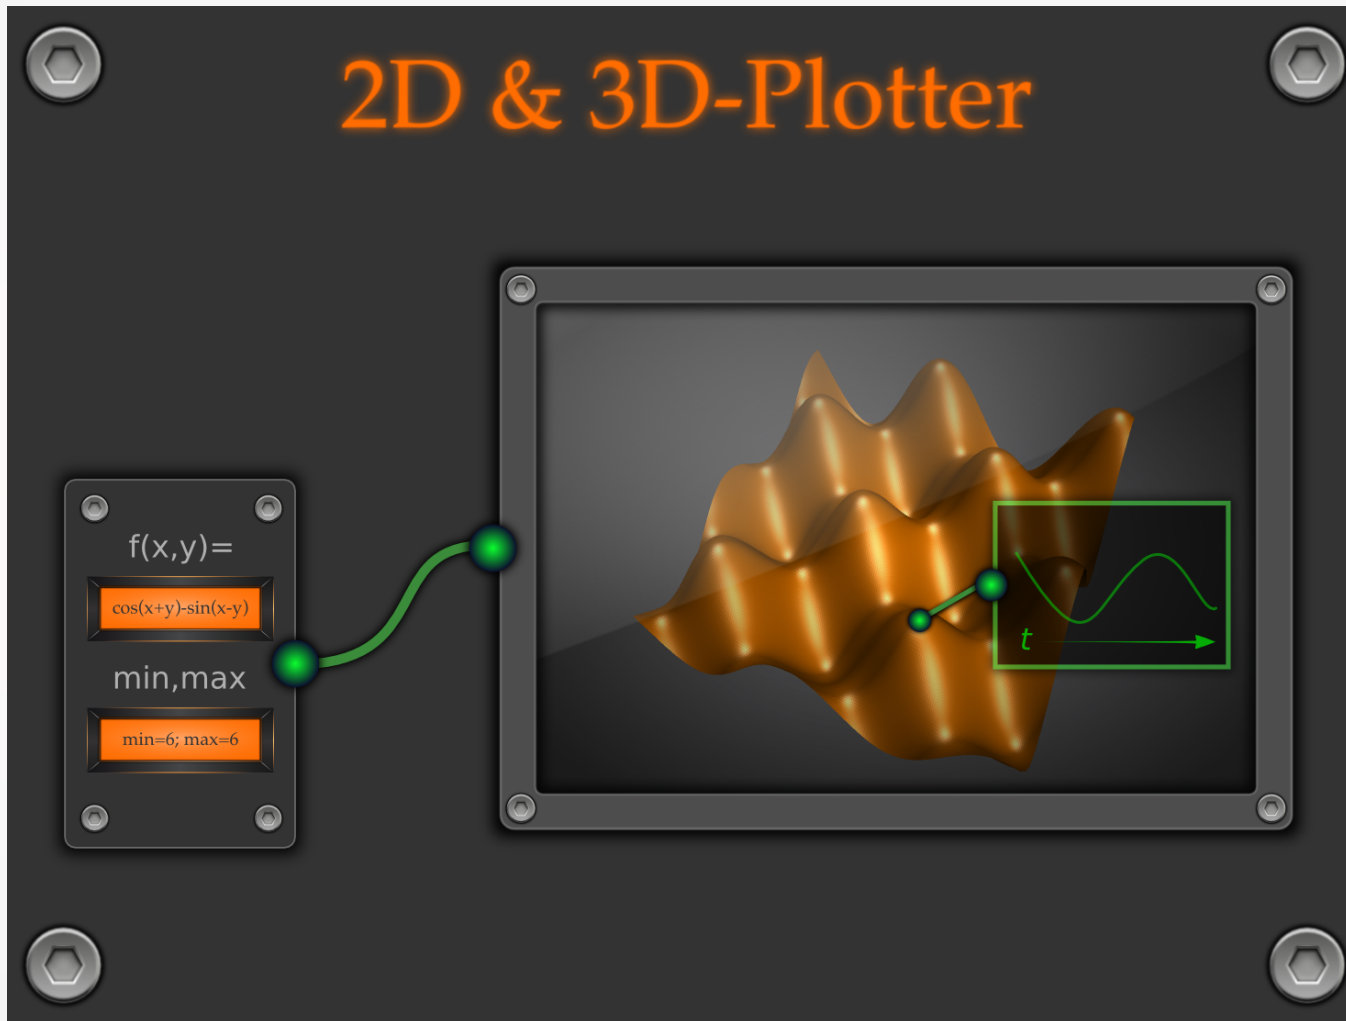 2D & 3D-Plotter
f(x,y)=
cos(x+y)-sin(x-y)
min,max
min=6; max=6
t